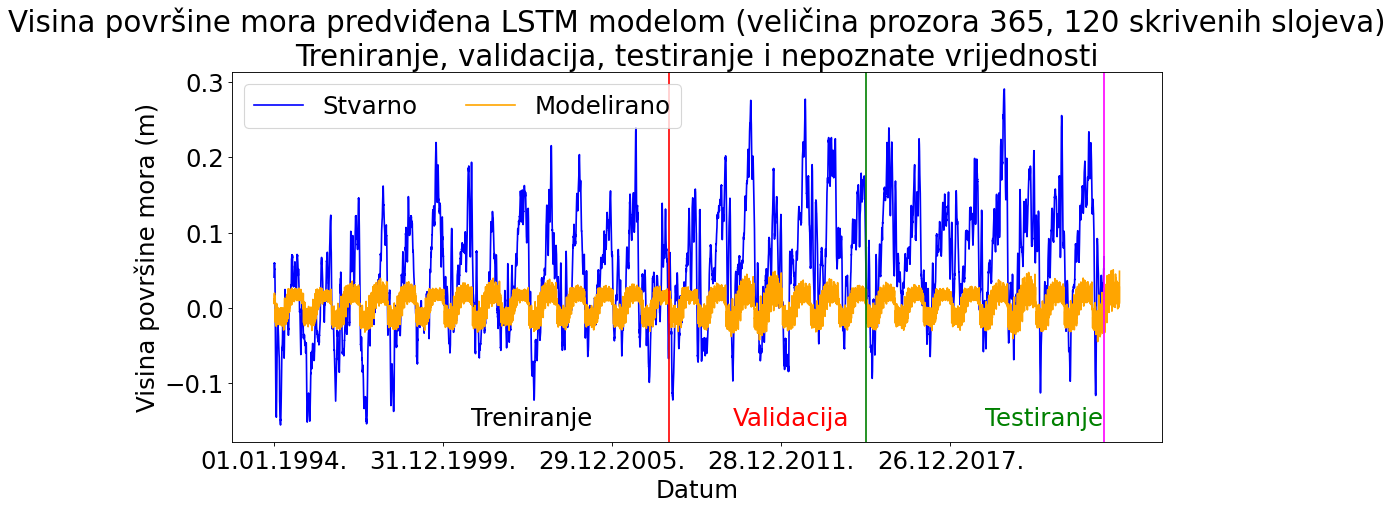 Visina površine mora predviđena LSTM modelom (veličina prozora 365, 120 skrivenih slojeva)
Treniranje, validacija, testiranje i nepoznate vrijednosti
Stvarno Modelirano
Visina površine mora (m)
0.3
0.2
0.1
0.0
−0.1
Treniranje Validacija Testiranje
01.01.1994. 31.12.1999. 29.12.2005. 28.12.2011. 26.12.2017.
Datum